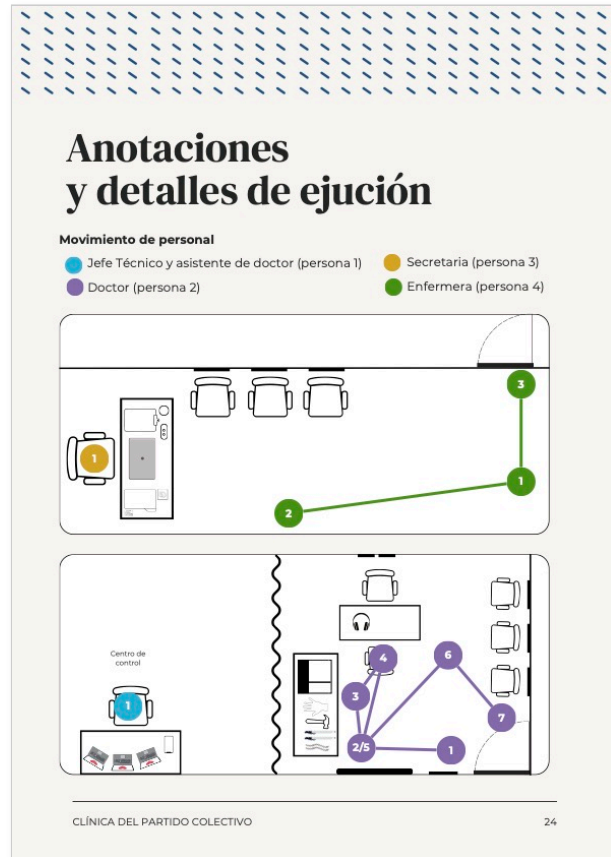 Anotaciones
y detalles de ejución
Movimiento de personal
Jefe Técnico y asistente de doctor (persona 1)
Secretaria (persona 3)
Doctor (persona 2)
Enfermera (persona 4)
3
1
1
2
Centro de
control
1
4
6
3
7
2/5
1
CLÍNICA DEL PARTIDO COLECTIVO
24